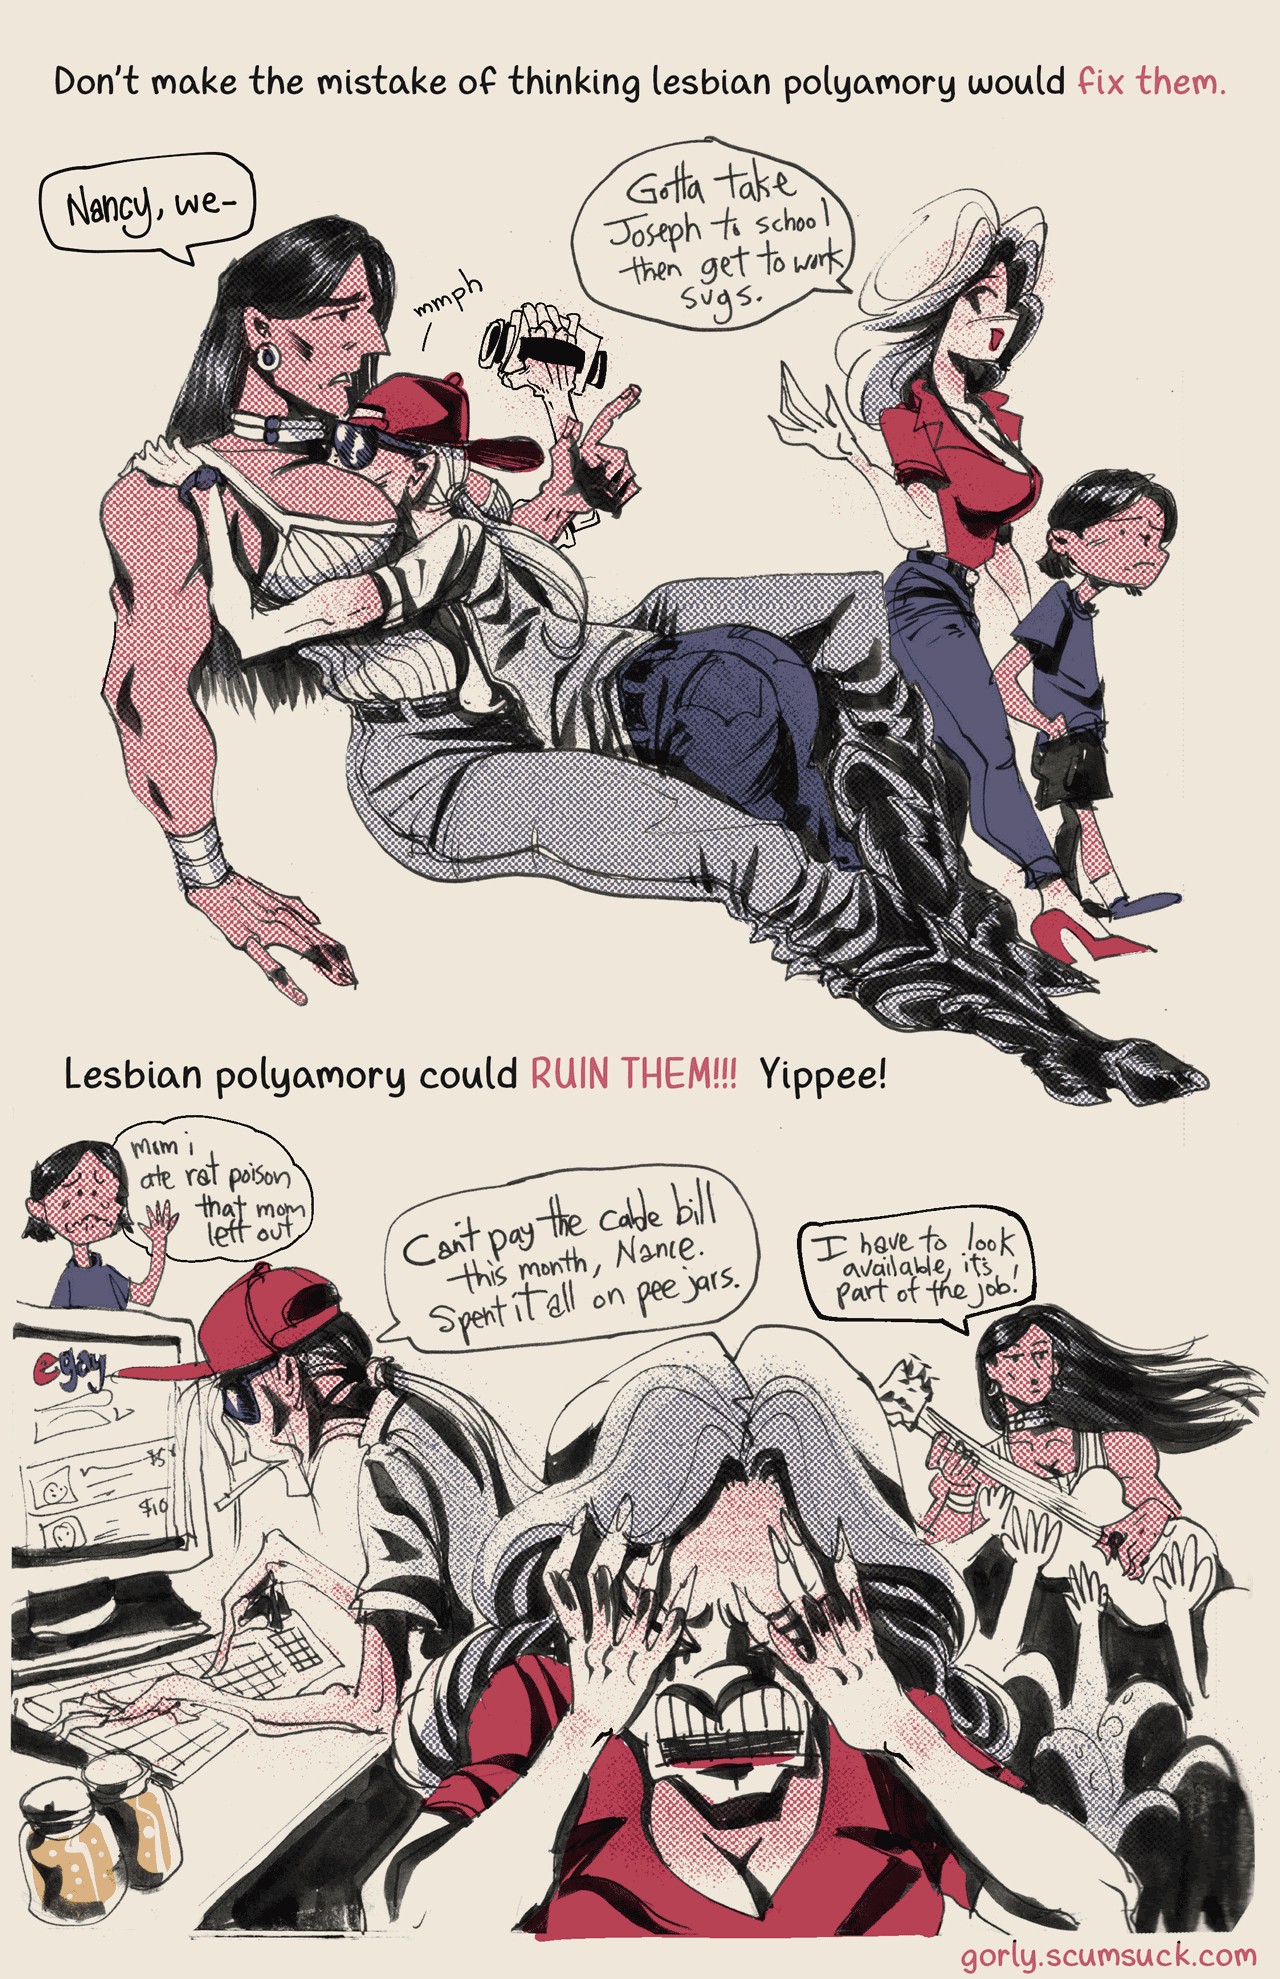 Don't make the mistake of thinking lesbian polyamory would fix them.
Nancy, we-
Gotta take
Joseph to school
then get to work
sugs.
mmph
Lesbian polyamory could RUIN THEM!!! Yippee!
mom i
ate rat poison
that mom
left out
Can't pay the cable bill
this month, Nance.
Spent it all on pee jars.
I have to look
available, it's
part of the job!
egay
$5
$10
gorly.scumsuck.com